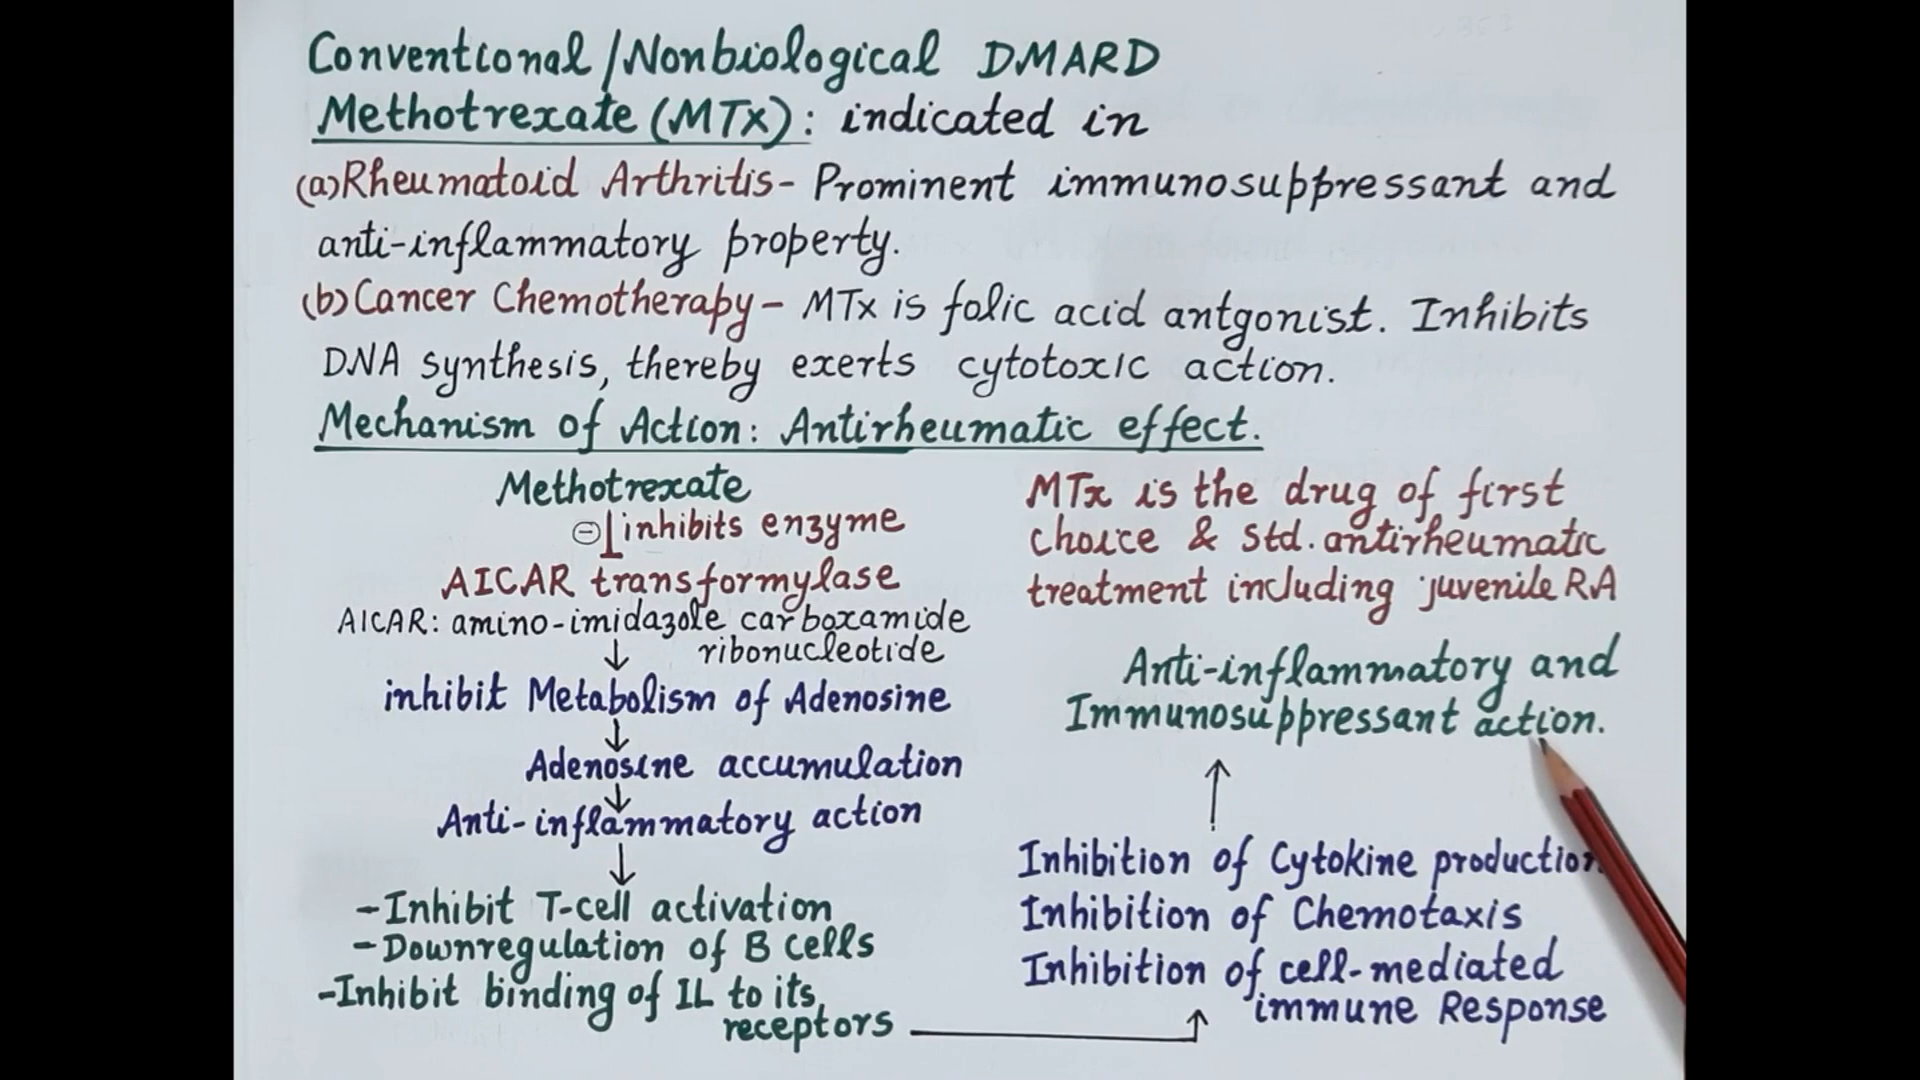 Conventional/Nonbiological DMARD
Methotrexate (MTx): indicated in
(a) Rheumatoid Arthritis - Prominent immunosuppressant and
anti-inflammatory property.
(b) Cancer Chemotherapy - MTx is folic acid antgonist. Inhibits
DNA synthesis, thereby exerts cytotoxic action.
Mechanism of Action: Antirheumatic effect.
Methotrexate
⊖ inhibits enzyme
AICAR transformylase
AICAR: amino-imidazole carboxamide
ribonucleotide
↓
inhibit Metabolism of Adenosine
↓
Adenosine accumulation
↓
Anti-inflammatory action
↓
-Inhibit T-cell activation
-Downregulation of B cells
-Inhibit binding of IL to its
receptors
MTx is the drug of first
choice & Std. antirheumatic
treatment including juvenile RA
Anti-inflammatory and
Immunosuppressant action.
↑
Inhibition of Cytokine production
Inhibition of Chemotaxis
Inhibition of cell-mediated
immune Response